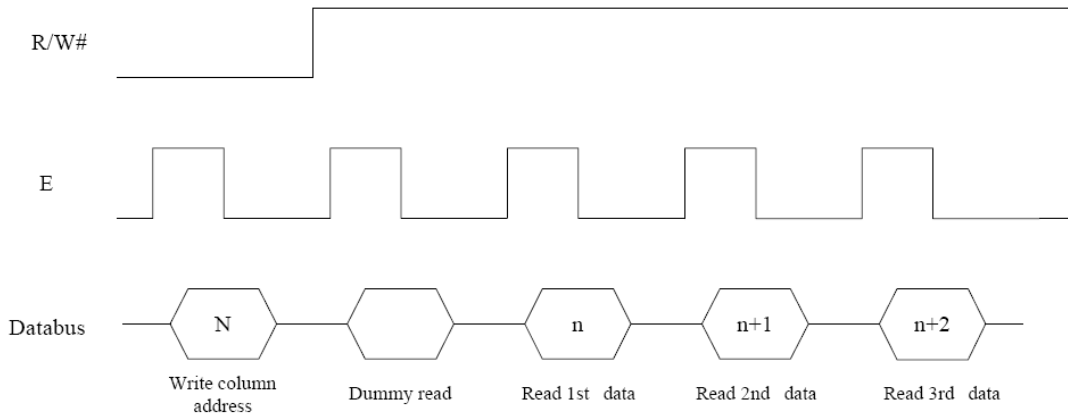 R/W#
E
Databus
N
n
n+1
n+2
Write column
address
Dummy read
Read 1st data
Read 2nd data
Read 3rd data